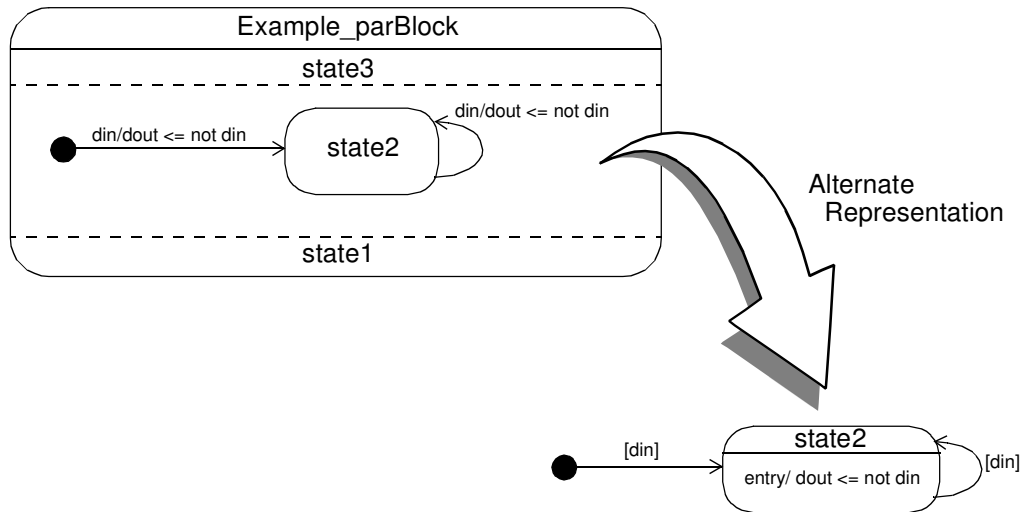 Example_parBlock
state3
din/dout <= not din
din/dout <= not din
state2
state1
Alternate
Representation
state2
[din]
[din]
entry/ dout <= not din